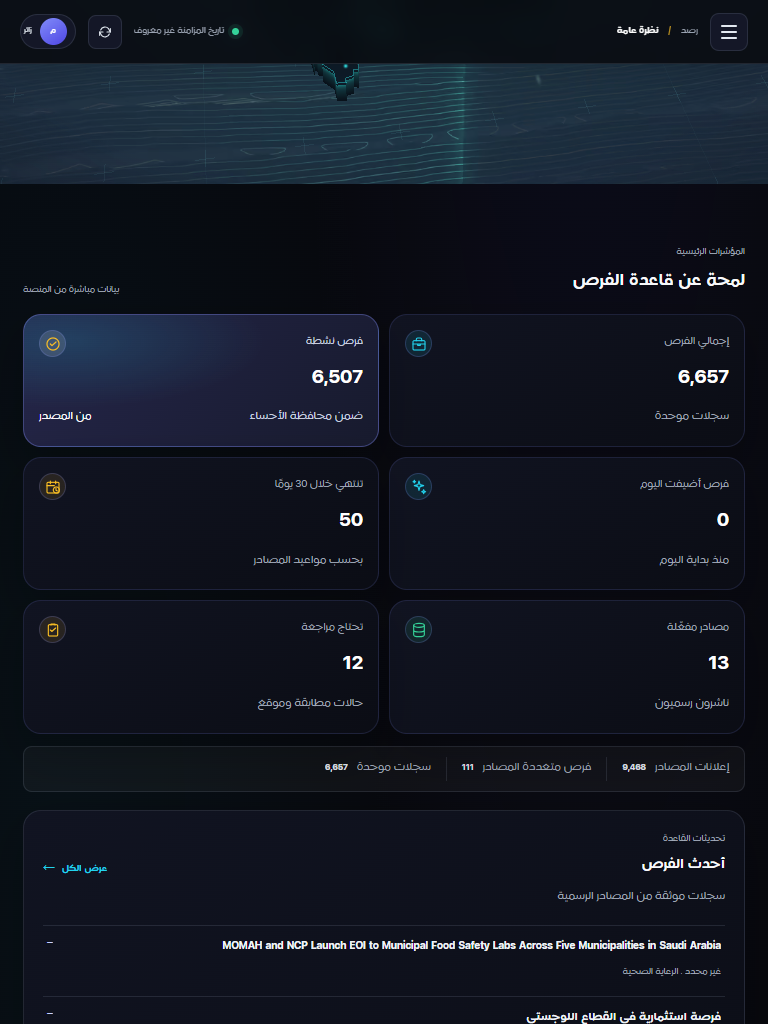 رصد / نظرة عامة
تاريخ المزامنة غير معروف
م
المؤشرات الرئيسية
لمحة عن قاعدة الفرص
بيانات مباشرة من المنصة
إجمالي الفرص
6,657
سجلات موحدة
فرص نشطة
6,507
ضمن محافظة الأحساء
من المصدر
فرص أضيفت اليوم
0
منذ بداية اليوم
تنتهي خلال 30 يومًا
50
بحسب مواعيد المصادر
مصادر مفعّلة
13
ناشرون رسميون
تحتاج مراجعة
12
حالات مطابقة وموقع
إعلانات المصادر 9,468
فرص متعددة المصادر 111
سجلات موحدة 6,657
تحديثات القاعدة
أحدث الفرص
عرض الكل ←
سجلات موثقة من المصادر الرسمية
MOMAH and NCP Launch EOI to Municipal Food Safety Labs Across Five Municipalities in Saudi Arabia
–
غير محدد . الرعاية الصحية
فرصة استثمارية في القطاع اللوجستي
–